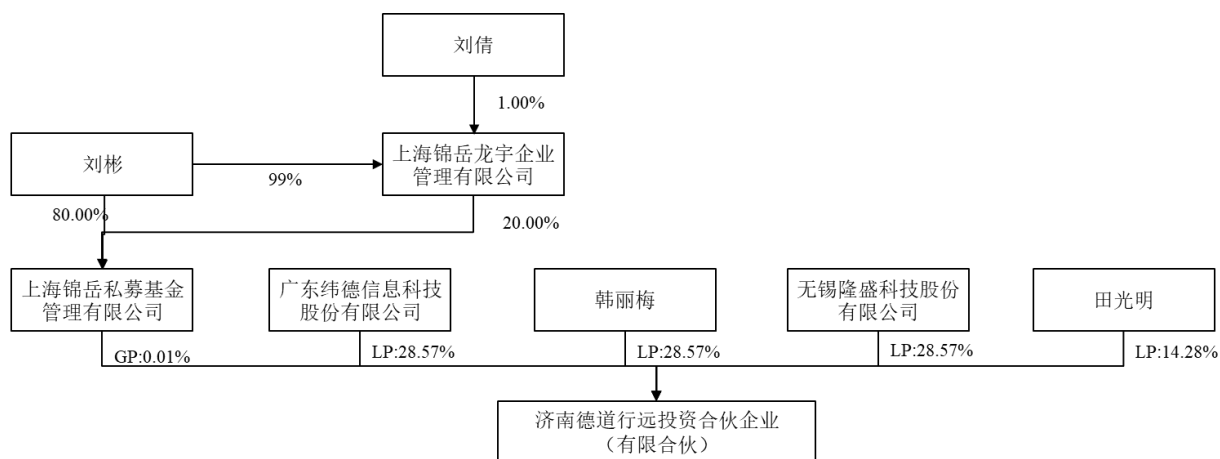 刘倩
1.00%
刘彬
99%
上海锦岳龙宇企业
管理有限公司
80.00%
20.00%
上海锦岳私募基金
管理有限公司
广东纬德信息科技
股份有限公司
韩丽梅
无锡隆盛科技股份
有限公司
田光明
GP:0.01%
LP:28.57%
LP:28.57%
LP:28.57%
LP:14.28%
济南德道行远投资合伙企业
（有限合伙）